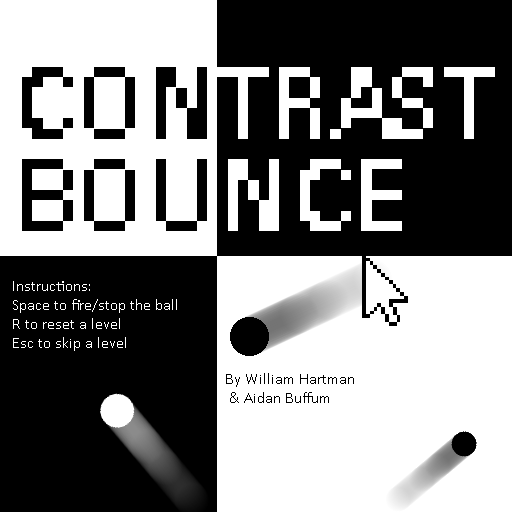 CONTRAST
BOUNCE
Instructions:
Space to fire/stop the ball
R to reset a level
Esc to skip a level
By William Hartman
& Aidan Buffum